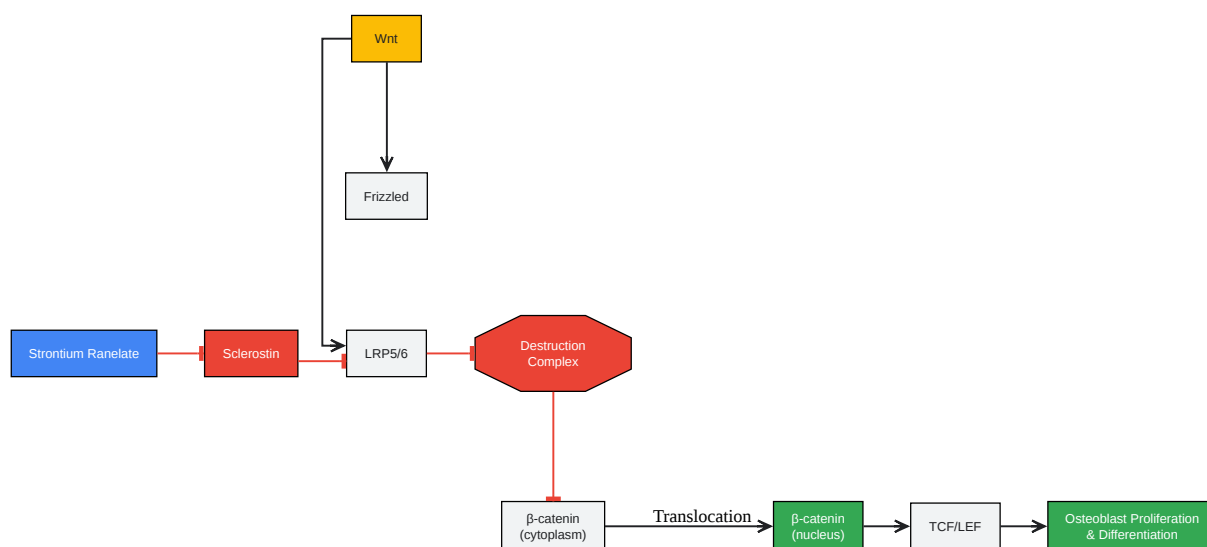 Wnt
Frizzled
Strontium Ranelate
Sclerostin
LRP5/6
Destruction
Complex
β-catenin
(cytoplasm)
Translocation
β-catenin
(nucleus)
TCF/LEF
Osteoblast Proliferation
& Differentiation